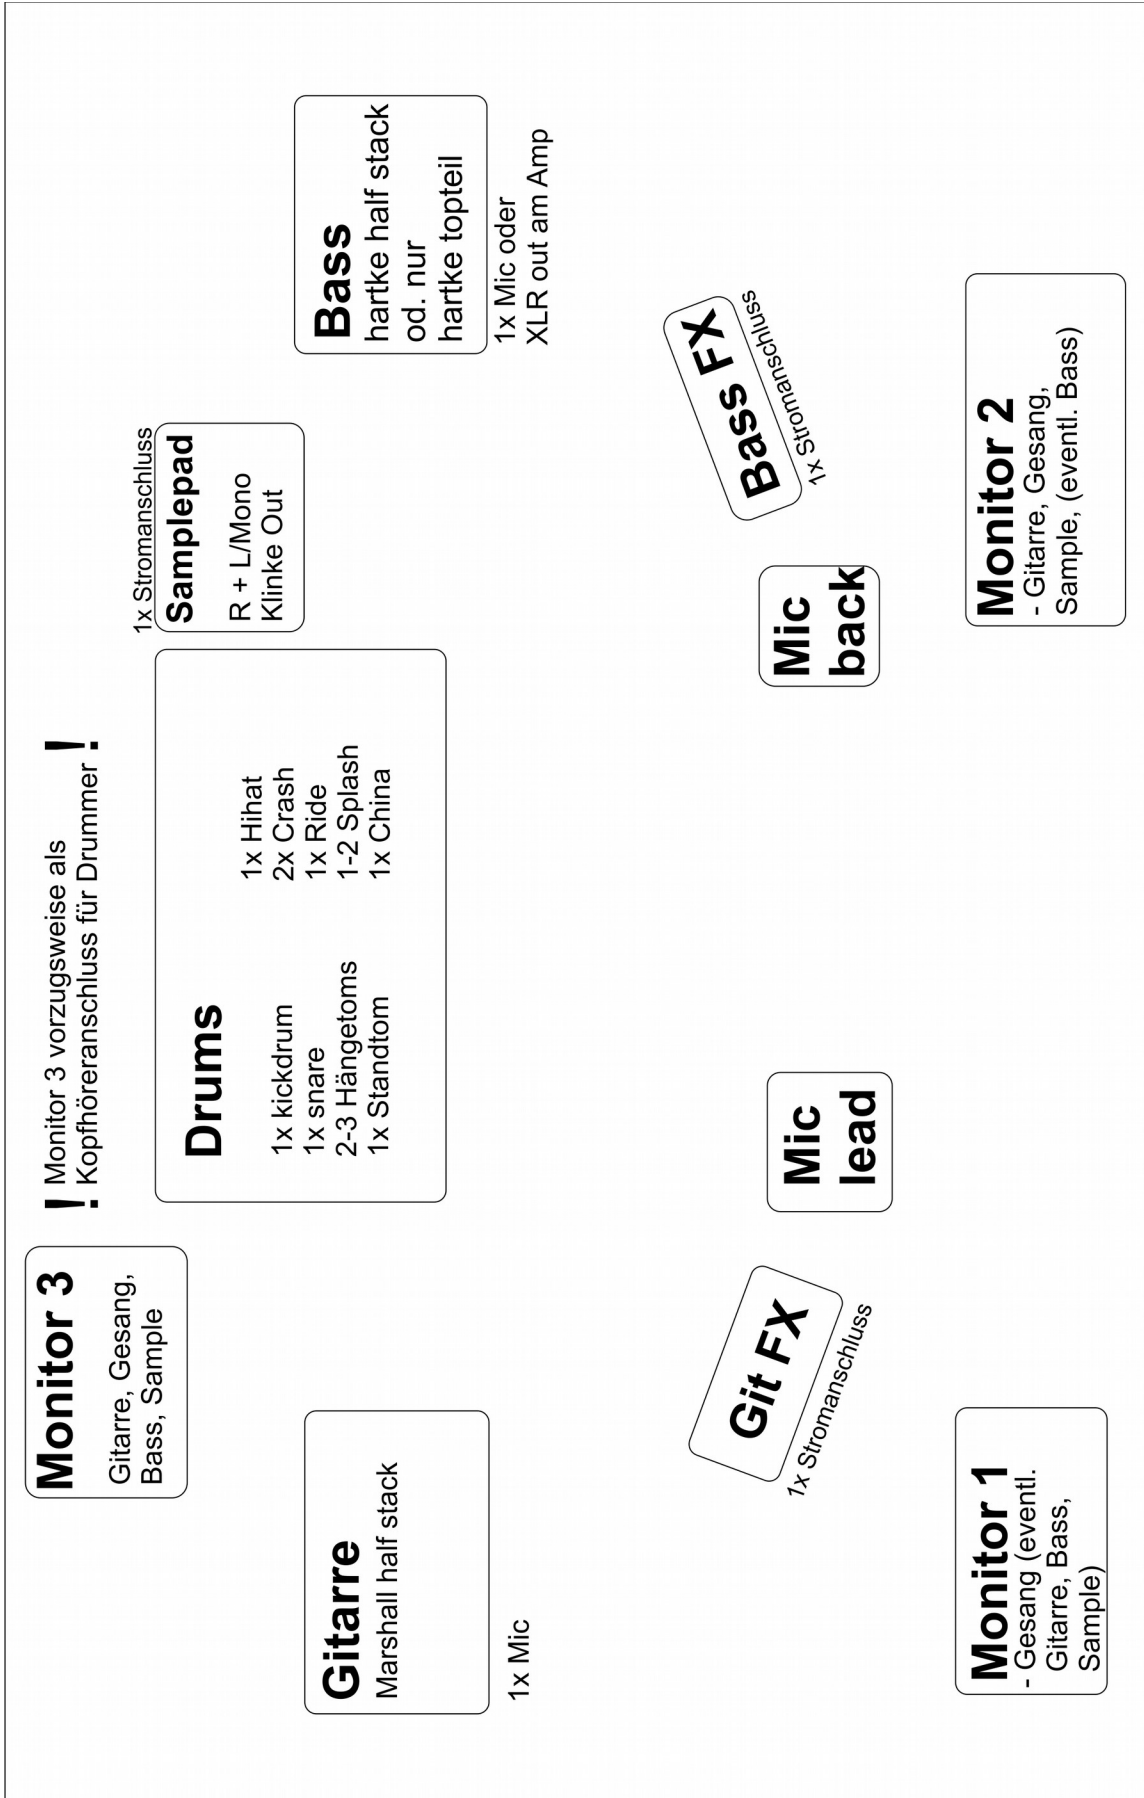 Monitor 3
Gitarre, Gesang,
Bass, Sample
! Monitor 3 vorzugsweise als
Kopfhöreranschluss für Drummer !
1x Stromanschluss
Samplepad
R + L/Mono
Klinke Out
Drums
1x kickdrum
1x snare
2-3 Hängetoms
1x Standtom
1x Hihat
2x Crash
1x Ride
1-2 Splash
1x China
Gitarre
Marshall half stack
1x Mic
Bass
hartke half stack
od. nur
hartke topteil
1x Mic oder
XLR out am Amp
Git FX
1x Stromanschluss
Mic
lead
Mic
back
Bass FX
1x Stromanschluss
Monitor 1
- Gesang (eventl.
Gitarre, Bass,
Sample)
Monitor 2
- Gitarre, Gesang,
Sample, (eventl. Bass)